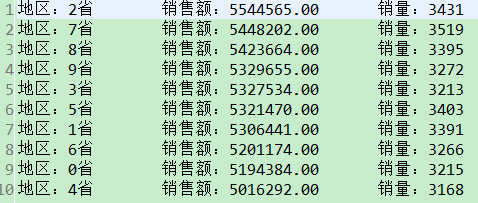 1 地区：2省 销售额：5544565.00 销量：3431
2 地区：7省 销售额：5448202.00 销量：3519
3 地区：8省 销售额：5423664.00 销量：3395
4 地区：9省 销售额：5329655.00 销量：3272
5 地区：3省 销售额：5327534.00 销量：3213
6 地区：5省 销售额：5321470.00 销量：3403
7 地区：1省 销售额：5306441.00 销量：3391
8 地区：6省 销售额：5201174.00 销量：3266
9 地区：0省 销售额：5194384.00 销量：3215
10 地区：4省 销售额：5016292.00 销量：3168